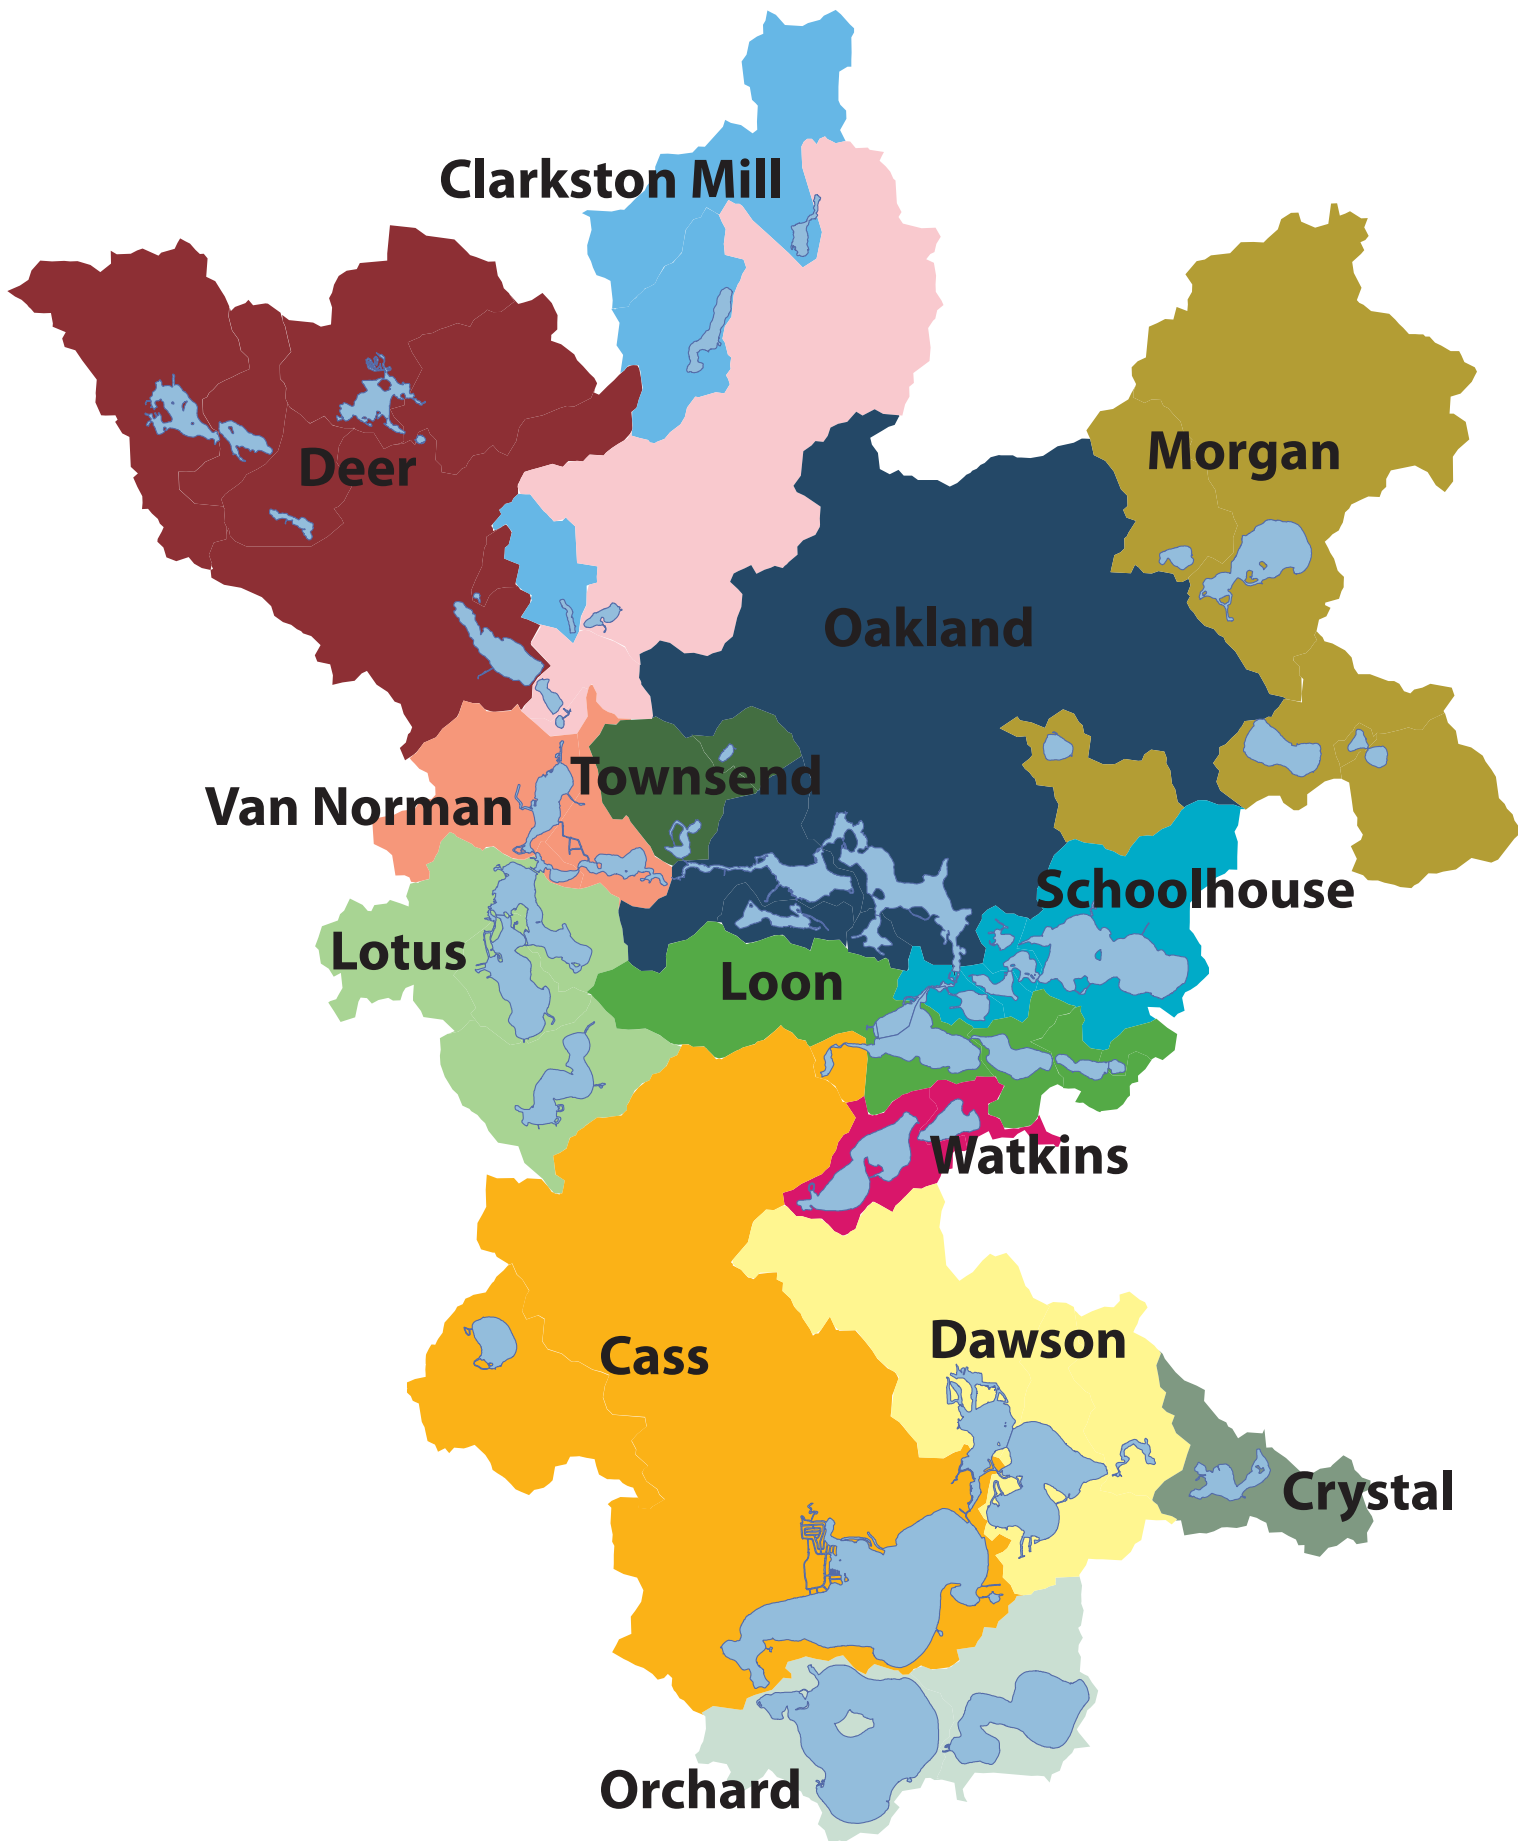 Clarkston Mill
Morgan
Deer
Oakland
Townsend
Van Norman
Schoolhouse
Lotus
Loon
Watkins
Dawson
Cass
Crystal
Orchard